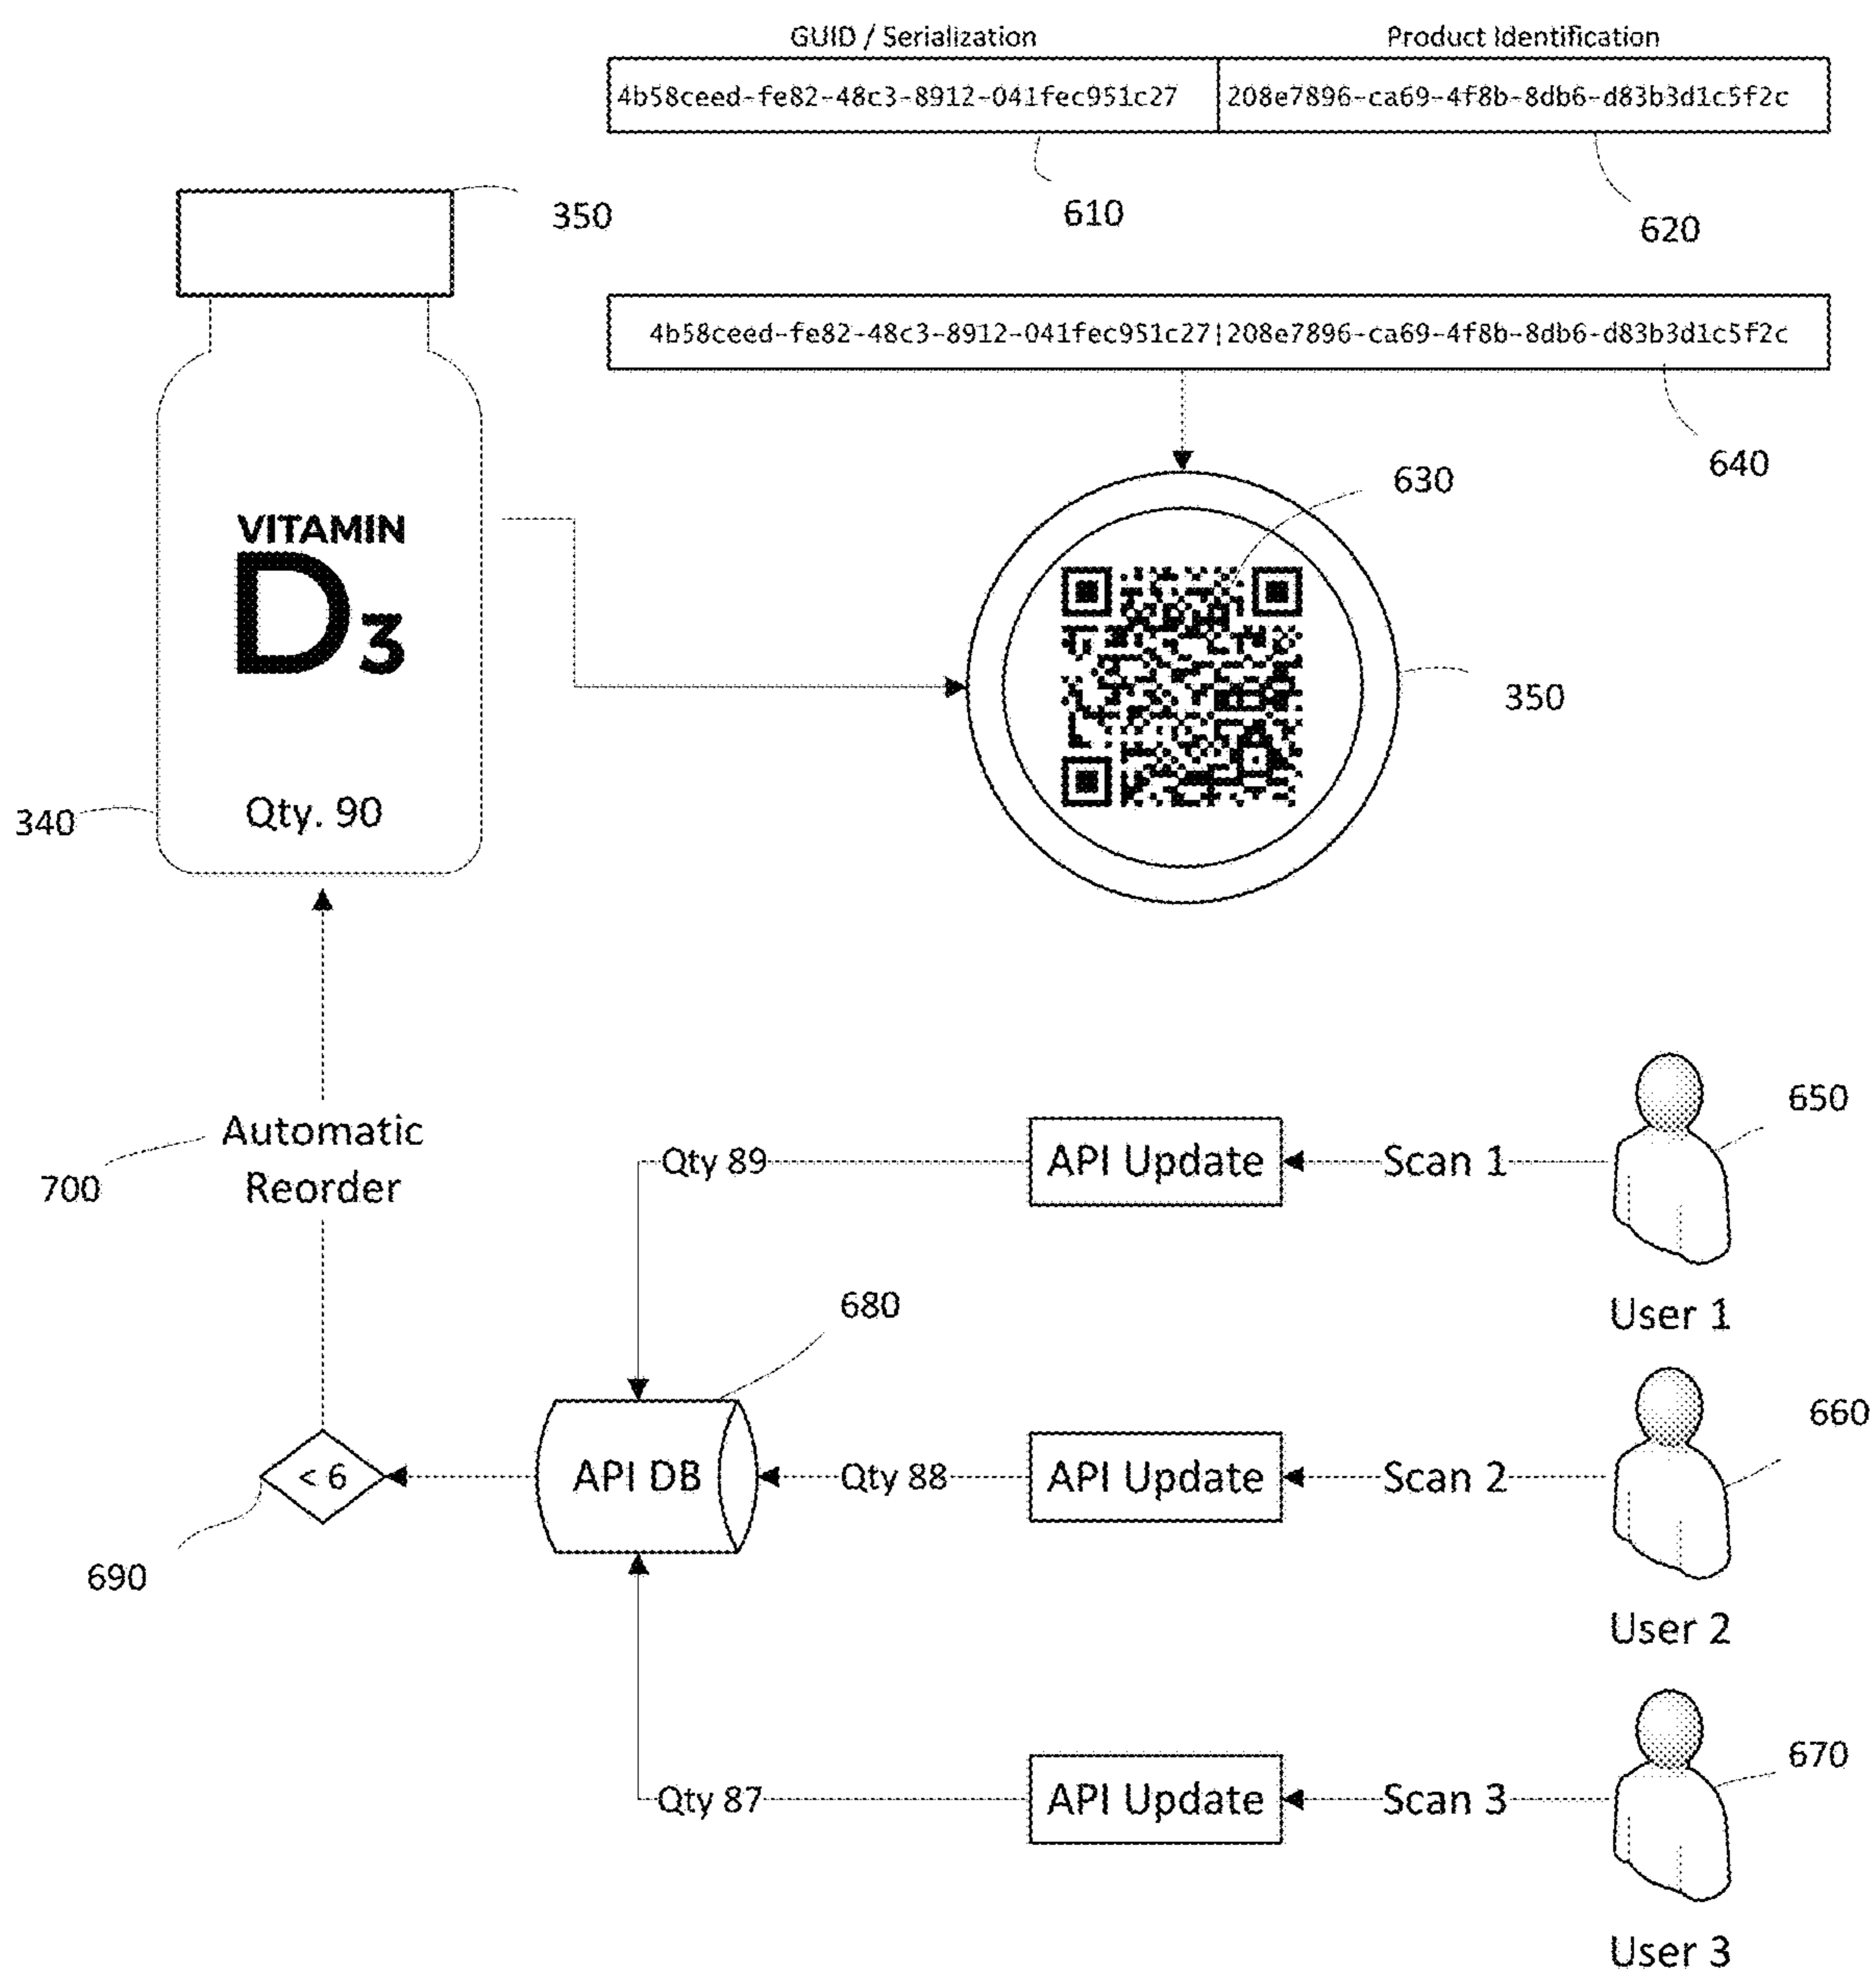 GUID / Serialization
Product Identification
4b58ceed-fe82-48c3-8912-041fec951c27
208e7896-ca69-4f8b-8db6-d83b3d1c5f2c
350
610
620
4b58ceed-fe82-48c3-8912-041fec951c27|208e7896-ca69-4f8b-8db6-d83b3d1c5f2c
640
630
VITAMIN
D3
350
Qty. 90
340
650
Automatic
Reorder
700
Qty 89
API Update
Scan 1
User 1
680
660
< 6
API DB
Qty 88
API Update
Scan 2
690
User 2
670
Qty 87
API Update
Scan 3
User 3